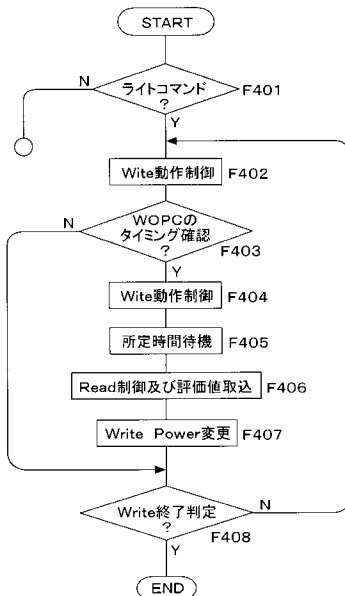 START
N
ライトコマンド
?
F401
Y
Wite動作制御 F402
N
WOPCの
タイミング確認
?
F403
Y
Wite動作制御 F404
所定時間待機 F405
Read制御及び評価値取込 F406
Write Power変更 F407
Write終了判定
?
N
F408
Y
END